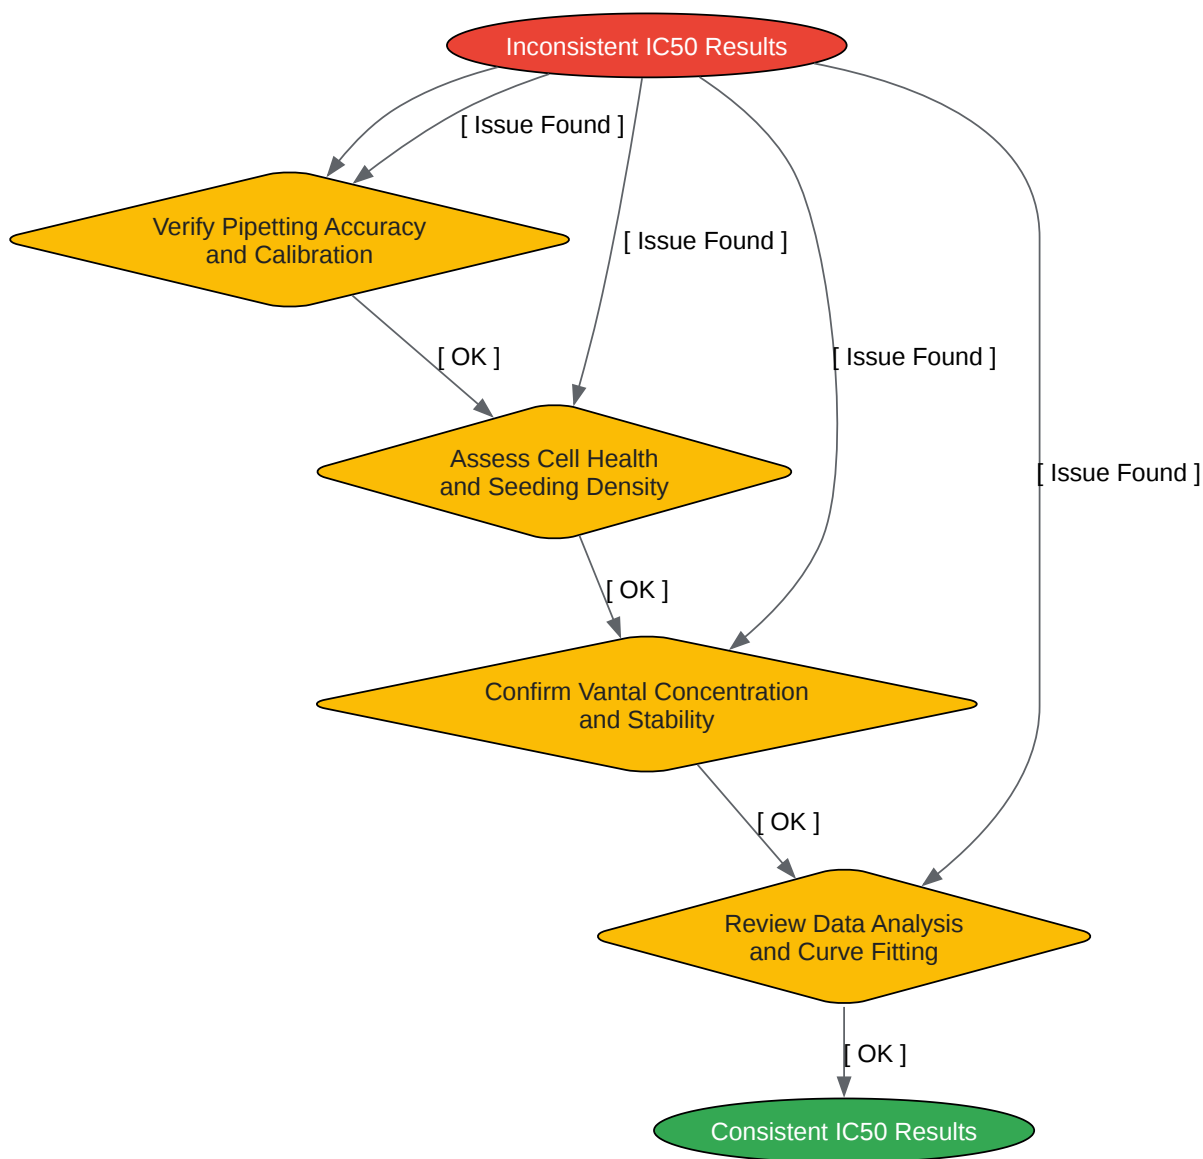 Inconsistent IC50 Results
[ Issue Found ]
Verify Pipetting Accuracy
and Calibration
[ Issue Found ]
[ OK ]
[ Issue Found ]
Assess Cell Health
and Seeding Density
[ Issue Found ]
[ OK ]
Confirm Vantal Concentration
and Stability
[ OK ]
Review Data Analysis
and Curve Fitting
[ OK ]
Consistent IC50 Results